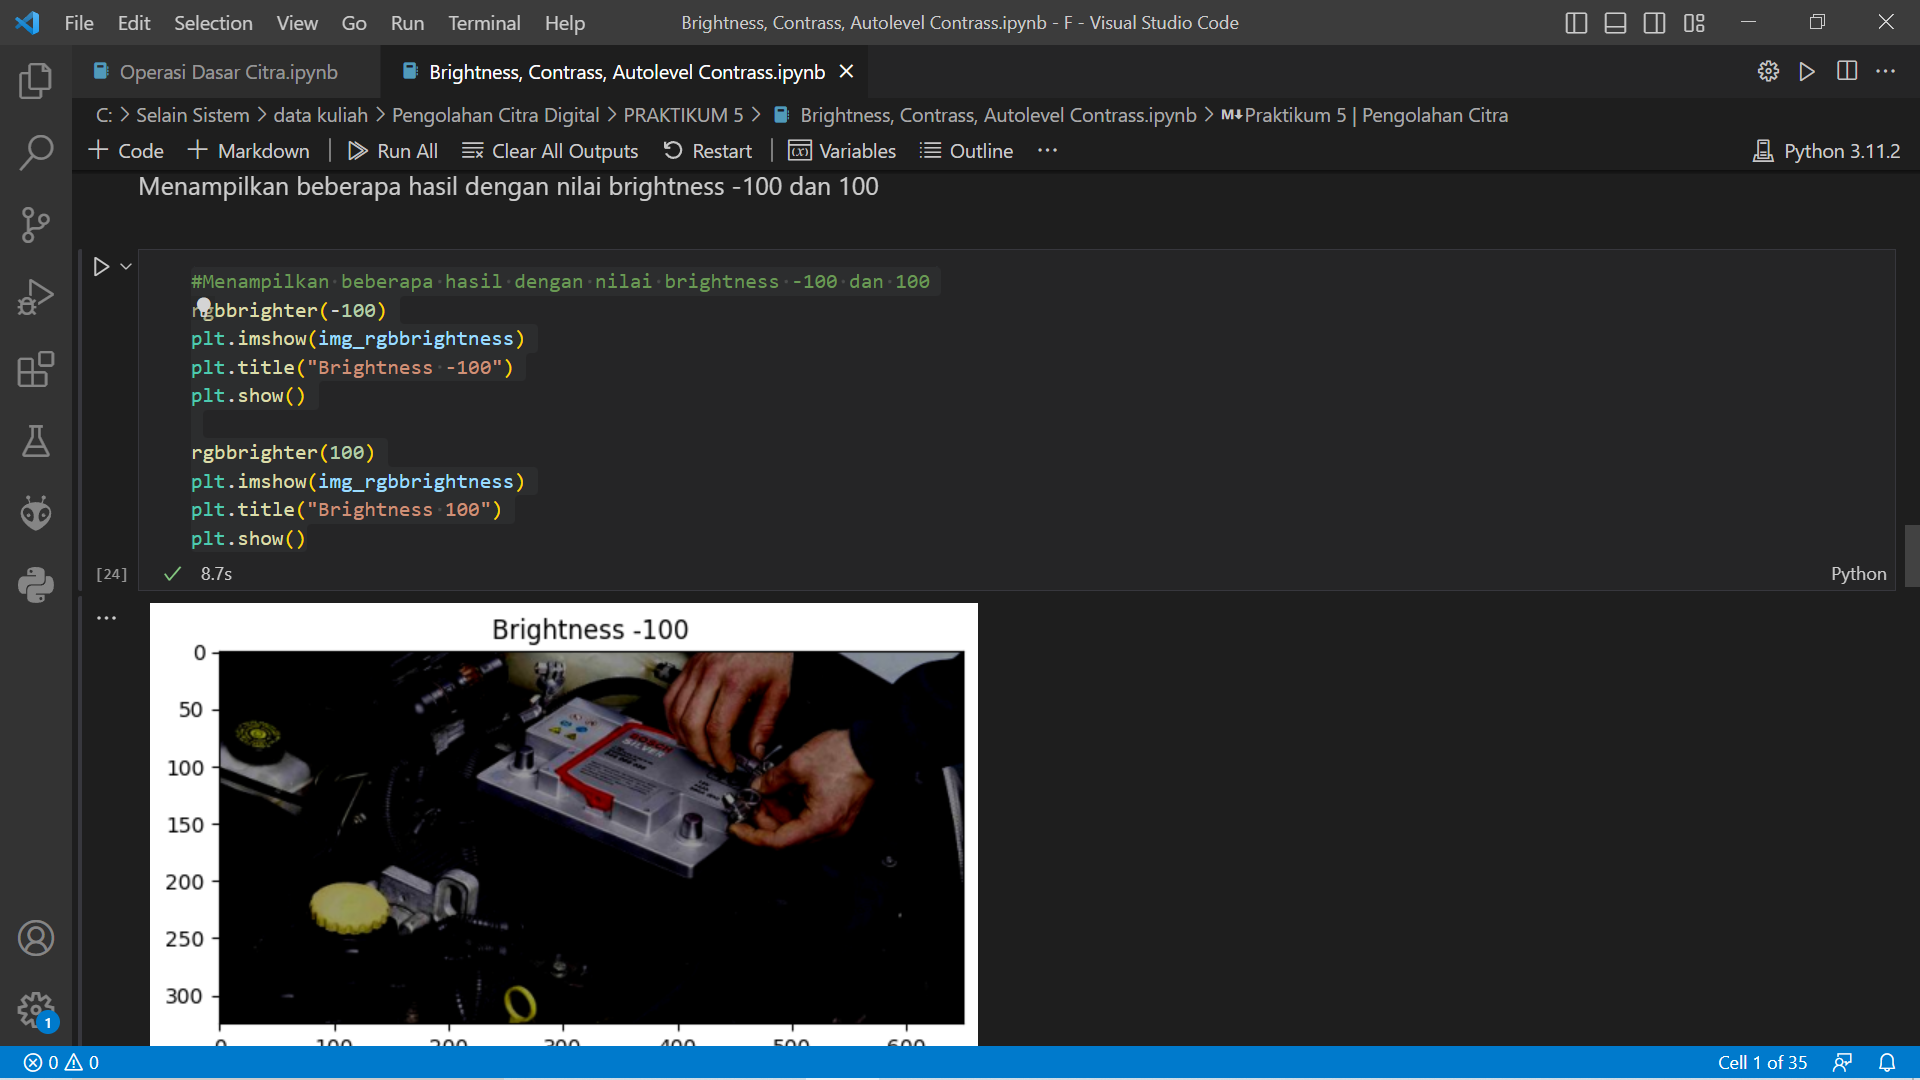 File Edit Selection View Go Run Terminal Help Brightness, Contrass, Autolevel Contrass.ipynb - F - Visual Studio Code
Operasi Dasar Citra.ipynb Brightness, Contrass, Autolevel Contrass.ipynb
C: > Selain Sistem > data kuliah > Pengolahan Citra Digital > PRAKTIKUM 5 > Brightness, Contrass, Autolevel Contrass.ipynb > M↓Praktikum 5 | Pengolahan Citra
+ Code + Markdown | Run All Clear All Outputs Restart | Variables Outline ··· Python 3.11.2
Menampilkan beberapa hasil dengan nilai brightness -100 dan 100
#Menampilkan beberapa hasil dengan nilai brightness -100 dan 100
rgbbrighter(-100)
plt.imshow(img_rgbbrightness)
plt.title("Brightness -100")
plt.show()
rgbbrighter(100)
plt.imshow(img_rgbbrightness)
plt.title("Brightness 100")
plt.show()
[24] 8.7s Python
Brightness -100
0
50
100
150
200
250
300
0 100 200 300 400 500 600
BOSCH
SILVER
1
0 0 Cell 1 of 35